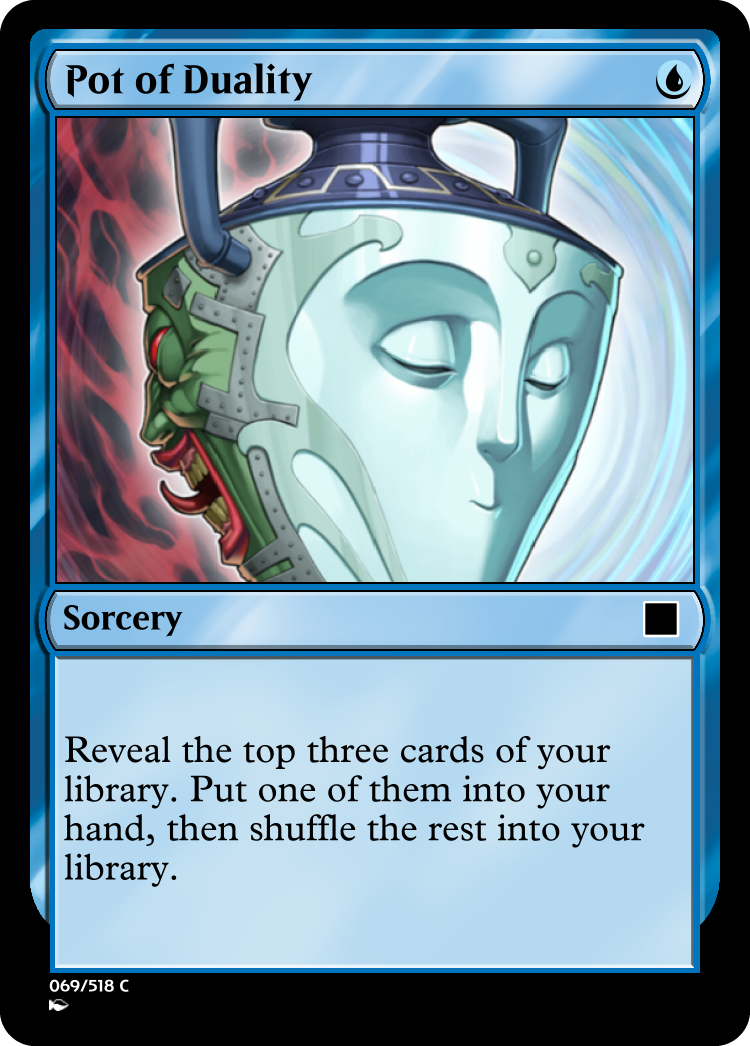 Pot of Duality
Sorcery
Reveal the top three cards of your
library. Put one of them into your
hand, then shuffle the rest into your
library.
069/518 C